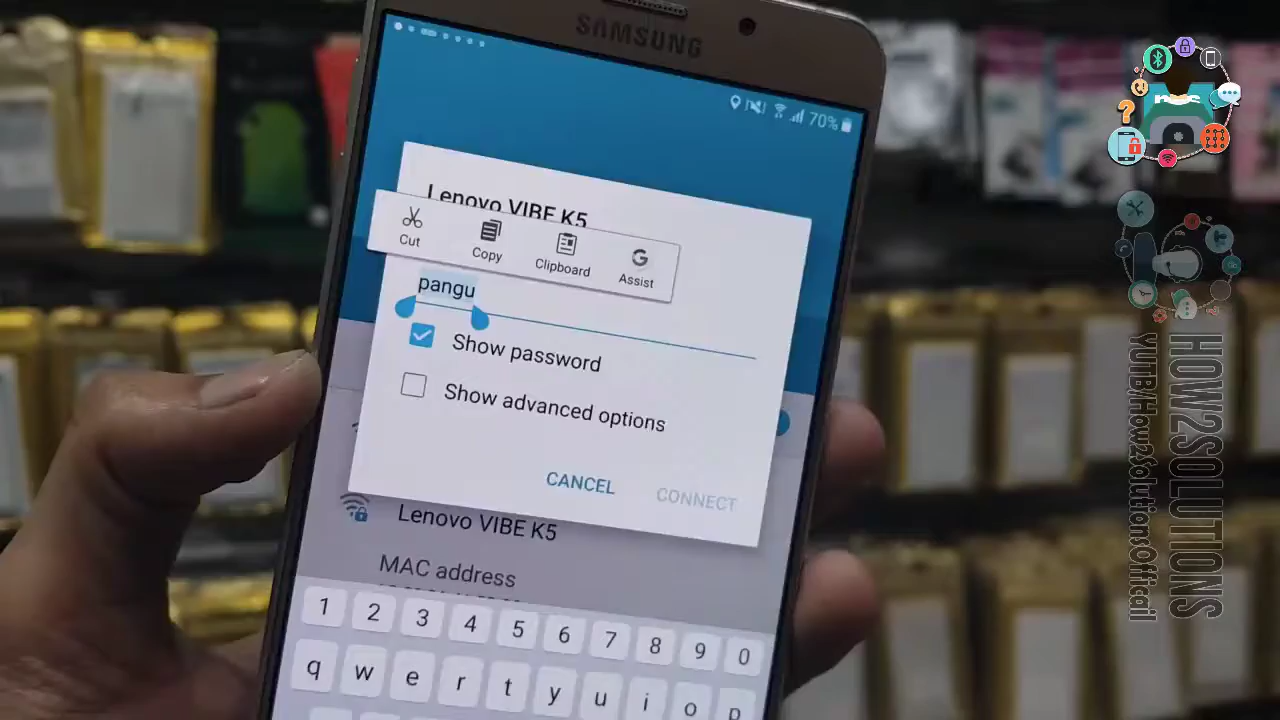 SAMSUNG
70%
Lenovo VIBE K5
Cut
Copy
Clipboard
Assist
pangu
Show password
Show advanced options
CANCEL
CONNECT
Lenovo VIBE K5
MAC address
1 2 3 4 5 6 7 8 9 0
q w e r t y u i o p
HOW2SOLUTIONS
YUTB/How2SolutionsOfficail